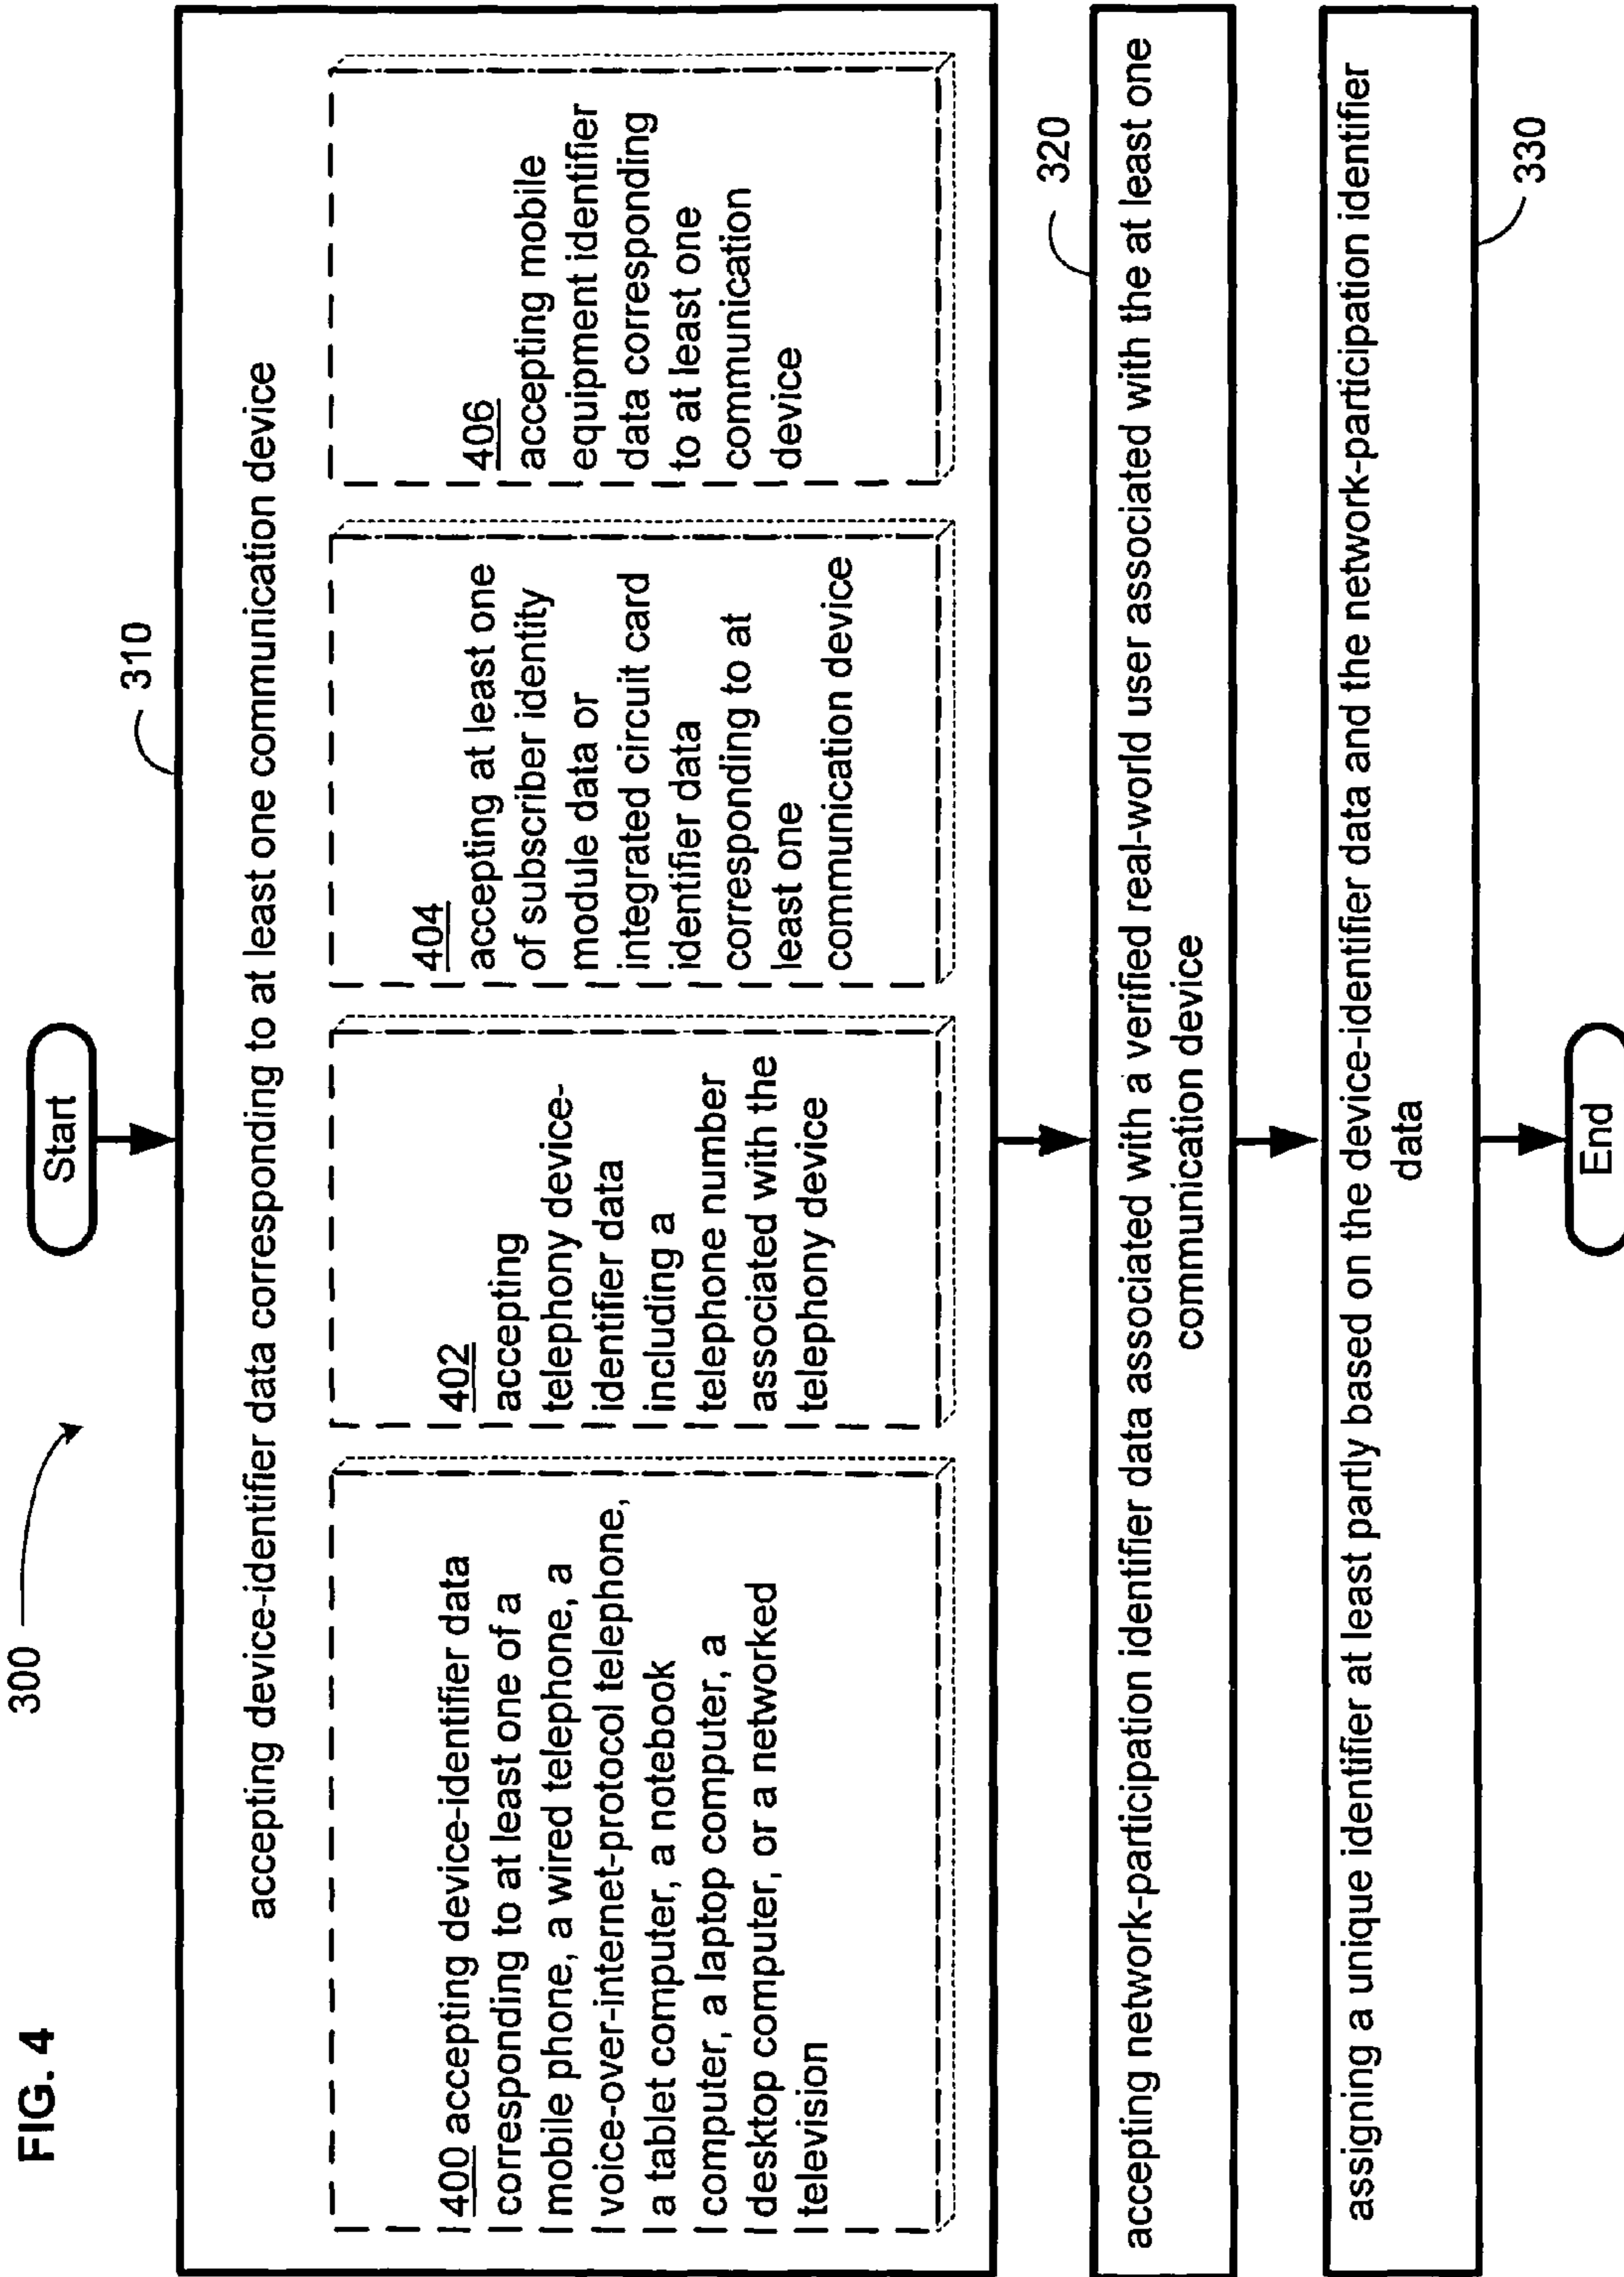 FIG. 4
300
Start
310
accepting device-identifier data corresponding to at least one communication device
400 accepting device-identifier data
corresponding to at least one of a
mobile phone, a wired telephone, a
voice-over-internet-protocol telephone,
a tablet computer, a notebook
computer, a laptop computer, a
desktop computer, or a networked
television
402
accepting
telephony device-
identifier data
including a
telephone number
associated with the
telephony device
404
accepting at least one
of subscriber identity
module data or
integrated circuit card
identifier data
corresponding to at
least one
communication device
406
accepting mobile
equipment identifier
data corresponding
to at least one
communication
device
320
accepting network-participation identifier data associated with a verified real-world user associated with the at least one
communication device
assigning a unique identifier at least partly based on the device-identifier data and the network-participation identifier
data
330
End